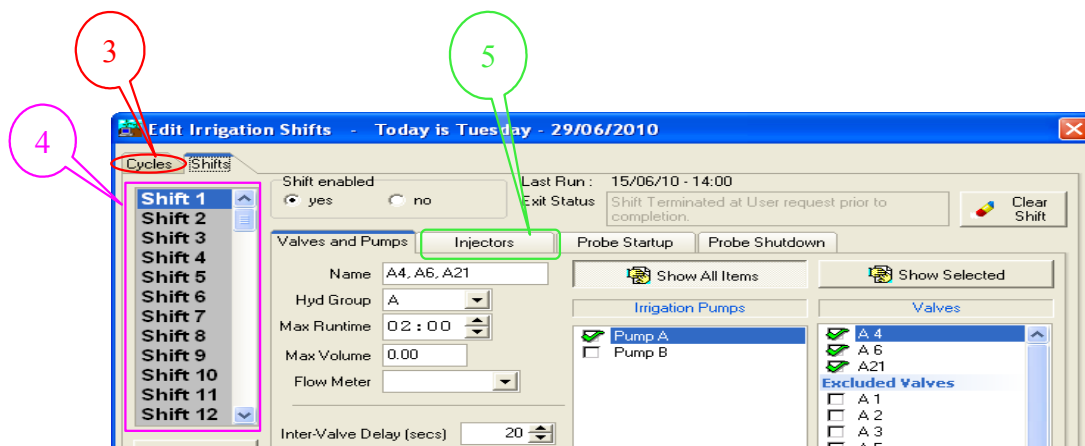 3
5
4
Edit Irrigation Shifts - Today is Tuesday - 29/06/2010
Cycles Shifts
Shift 1
Shift 2
Shift 3
Shift 4
Shift 5
Shift 6
Shift 7
Shift 8
Shift 9
Shift 10
Shift 11
Shift 12
Shift enabled
yes no
Last Run : 15/06/10 - 14:00
Exit Status Shift Terminated at User request prior to
completion.
Clear
Shift
Valves and Pumps Injectors Probe Startup Probe Shutdown
Name A4, A6, A21
Hyd Group A
Max Runtime 02:00
Max Volume 0.00
Flow Meter
Inter-Valve Delay (secs) 20
Show All Items
Irrigation Pumps
Pump A
Pump B
Show Selected
Valves
A 4
A 6
A21
Excluded Valves
A 1
A 2
A 3